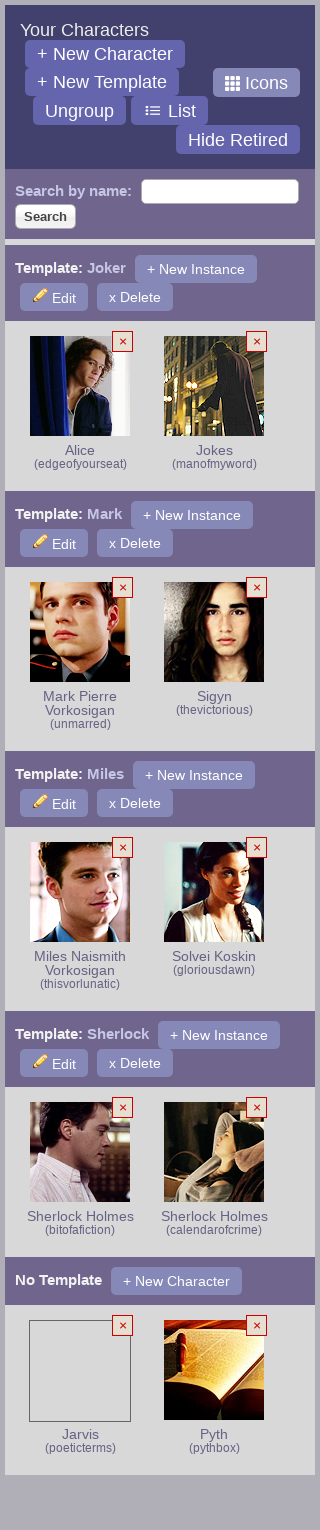 Your Characters
+ New Character
+ New Template
Icons
Ungroup
List
Hide Retired
Search by name:
Search
Template: Joker + New Instance
Edit x Delete
× ×
Alice Jokes
(edgeofyourseat) (manofmyword)
Template: Mark + New Instance
Edit x Delete
× ×
Mark Pierre Sigyn
Vorkosigan (thevictorious)
(unmarred)
Template: Miles + New Instance
Edit x Delete
× ×
Miles Naismith Solvei Koskin
Vorkosigan (gloriousdawn)
(thisvorlunatic)
Template: Sherlock + New Instance
Edit x Delete
× ×
Sherlock Holmes Sherlock Holmes
(bitofafiction) (calendarofcrime)
No Template + New Character
× ×
Jarvis Pyth
(poeticterms) (pythbox)